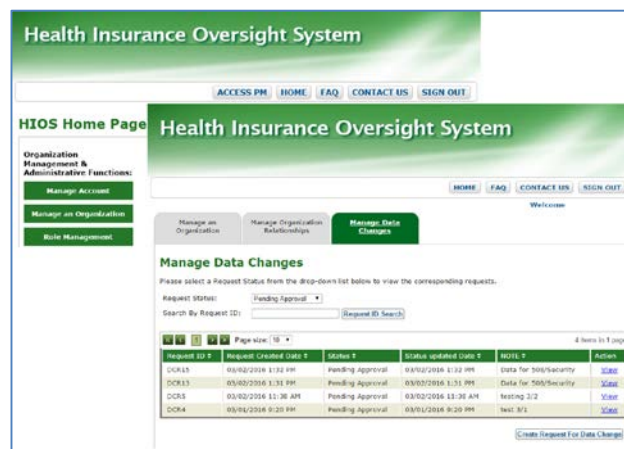 Health Insurance Oversight System
ACCESS PM HOME FAQ CONTACT US SIGN OUT
HIOS Home Page
Organization
Management &
Administrative Functions:
Manage Account
Manage an Organization
Role Management
Health Insurance Oversight System
HOME FAQ CONTACT US SIGN OUT
Welcome
Manage an
Organization
Manage Organization
Relationships
Manage Data
Changes
Manage Data Changes
Please select a Request Status from the drop-down list below to view the corresponding requests.
Request Status: Pending Approval
Search By Request ID: Request ID Search
1 Page size: 10 4 items in 1 page
Request ID Request Created Date Status Status updated Date NOTE Action
DCR15 03/02/2016 1:32 PM Pending Approval 03/02/2016 1:32 PM Data for 508/Security View
DCR13 03/02/2016 1:31 PM Pending Approval 03/02/2016 1:31 PM Data for 508/Security View
DCR5 03/02/2016 11:38 AM Pending Approval 03/02/2016 11:38 AM testing 3/2 View
DCR4 03/01/2016 9:20 PM Pending Approval 03/01/2016 9:20 PM test 3/1 View
Create Request For Data Change